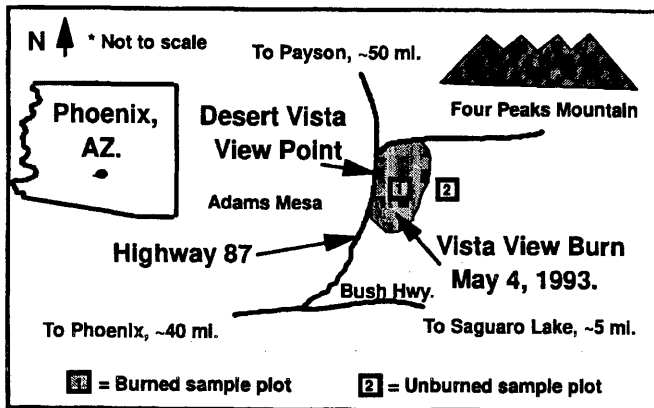 N * Not to scale
To Payson, ~50 mi.
Phoenix,
AZ.
Desert Vista
View Point
Four Peaks Mountain
1
2
Adams Mesa
Highway 87
Vista View Burn
May 4, 1993.
Bush Hwy.
To Phoenix, ~40 mi.
To Saguaro Lake, ~5 mi.
1 = Burned sample plot
2 = Unburned sample plot